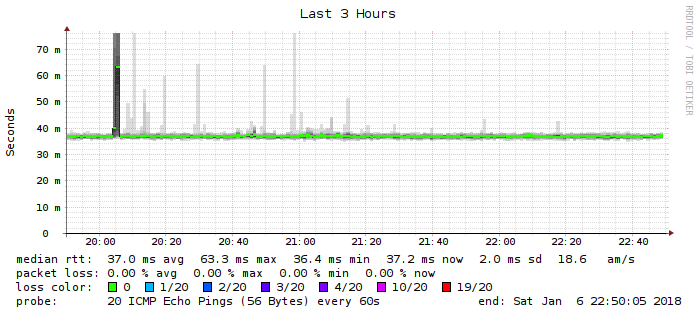 Last 3 Hours
RRDTOOL / TOBI OETIKER
Seconds
70 m
60 m
50 m
40 m
30 m
20 m
10 m
0
20:00 20:20 20:40 21:00 21:20 21:40 22:00 22:20 22:40
median rtt: 37.0 ms avg 63.3 ms max 36.4 ms min 37.2 ms now 2.0 ms sd 18.6 am/s
packet loss: 0.00 % avg 0.00 % max 0.00 % min 0.00 % now
loss color: 0 1/20 2/20 3/20 4/20 10/20 19/20
probe: 20 ICMP Echo Pings (56 Bytes) every 60s end: Sat Jan 6 22:50:05 2018